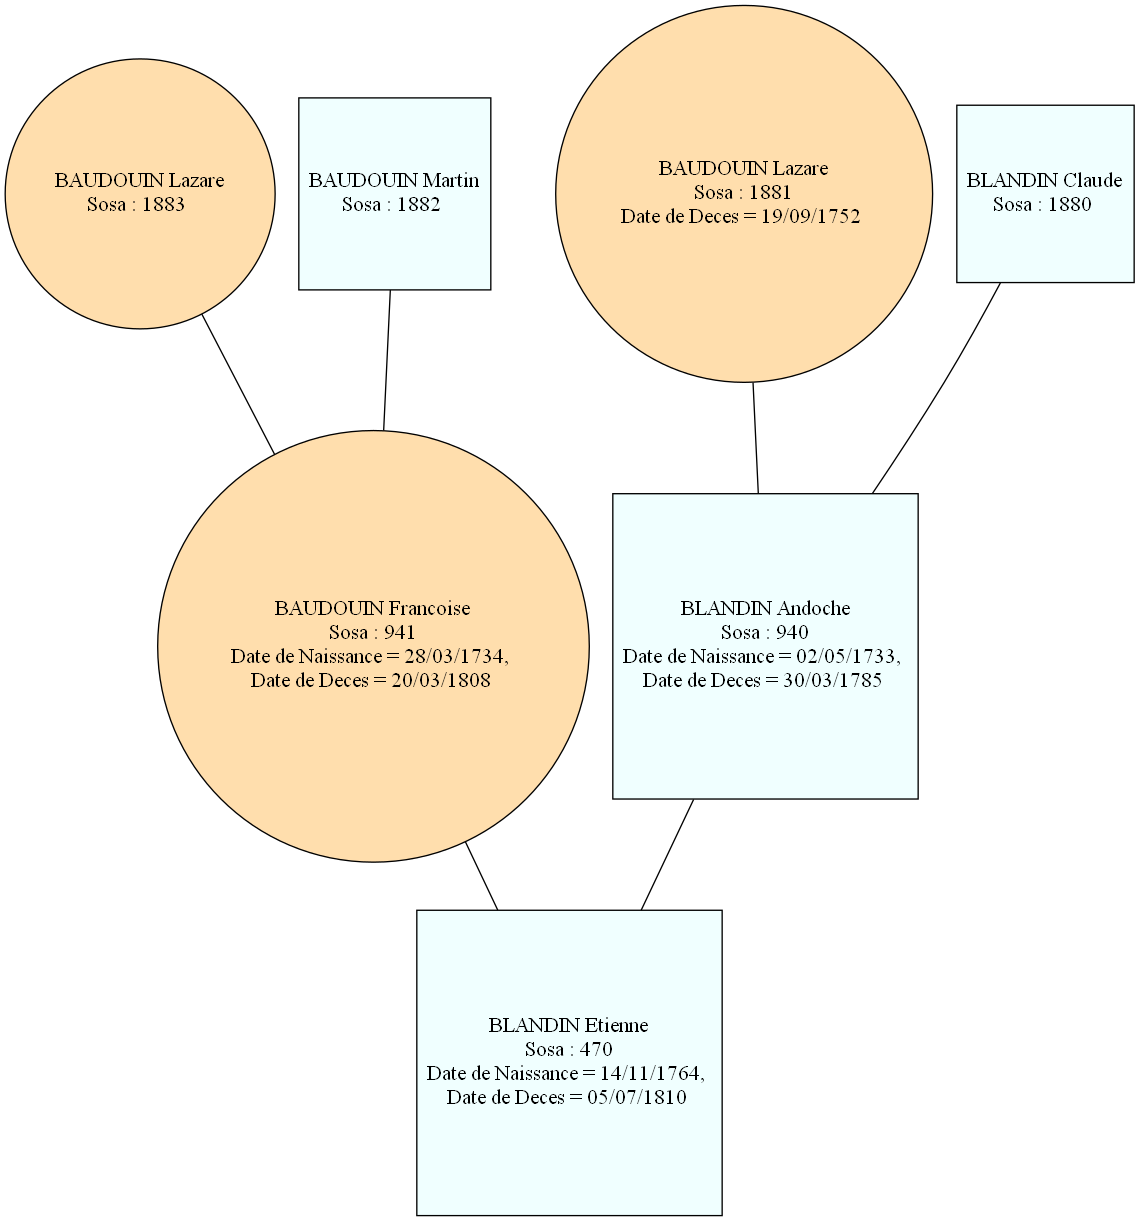 BAUDOUIN Lazare
Sosa : 1883
BAUDOUIN Martin
Sosa : 1882
BAUDOUIN Lazare
Sosa : 1881
Date de Deces = 19/09/1752
BLANDIN Claude
Sosa : 1880
BAUDOUIN Francoise
Sosa : 941
Date de Naissance = 28/03/1734,
Date de Deces = 20/03/1808
BLANDIN Andoche
Sosa : 940
Date de Naissance = 02/05/1733,
Date de Deces = 30/03/1785
BLANDIN Etienne
Sosa : 470
Date de Naissance = 14/11/1764,
Date de Deces = 05/07/1810